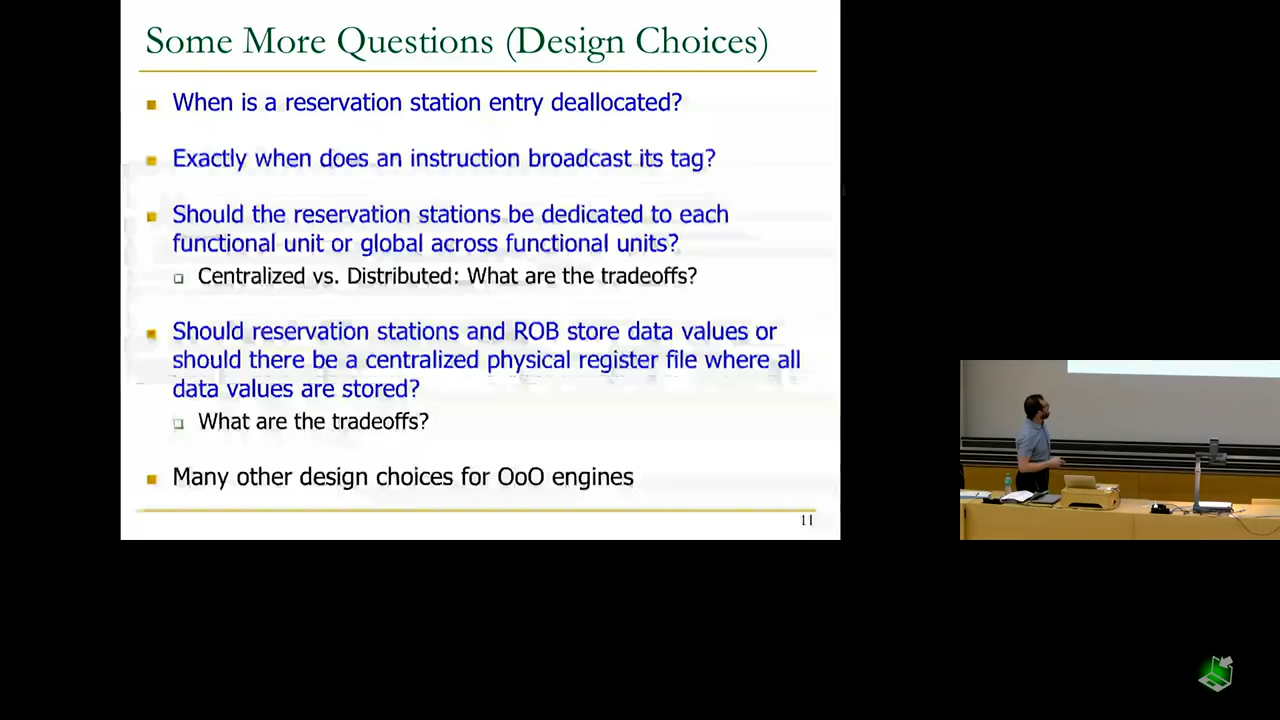 Some More Questions (Design Choices)
When is a reservation station entry deallocated?
Exactly when does an instruction broadcast its tag?
Should the reservation stations be dedicated to each
functional unit or global across functional units?
Centralized vs. Distributed: What are the tradeoffs?
Should reservation stations and ROB store data values or
should there be a centralized physical register file where all
data values are stored?
What are the tradeoffs?
Many other design choices for OoO engines
11